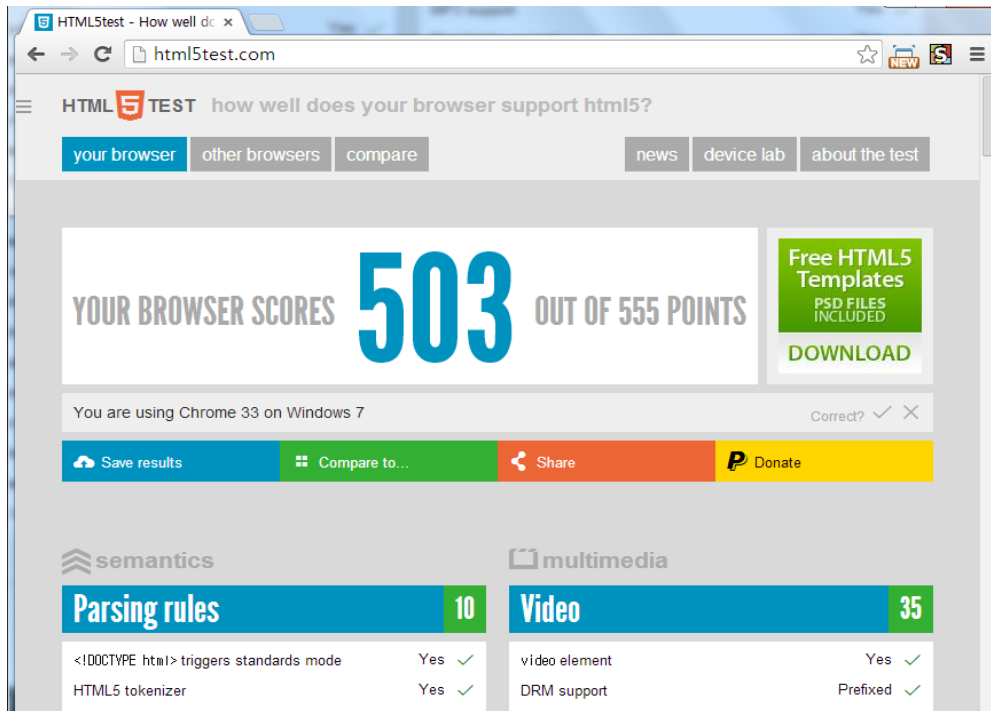 HTML5test - How well dc
html5test.com
NEW
HTML 5 TEST how well does your browser support html5?
your browser other browsers compare news device lab about the test
YOUR BROWSER SCORES 503 OUT OF 555 POINTS
Free HTML5
Templates
PSD FILES
INCLUDED
DOWNLOAD
You are using Chrome 33 on Windows 7 Correct?
Save results Compare to... Share Donate
semantics multimedia
Parsing rules 10 Video 35
<!DOCTYPE html> triggers standards mode Yes video element Yes
HTML5 tokenizer Yes DRM support Prefixed